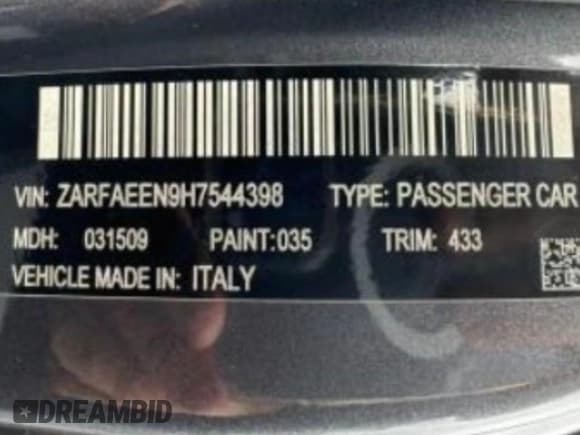 VIN: ZARFAEEN9H7544398 TYPE: PASSENGER CAR
MDH: 031509 PAINT:035 TRIM: 433
VEHICLE MADE IN: ITALY
DREAMBID